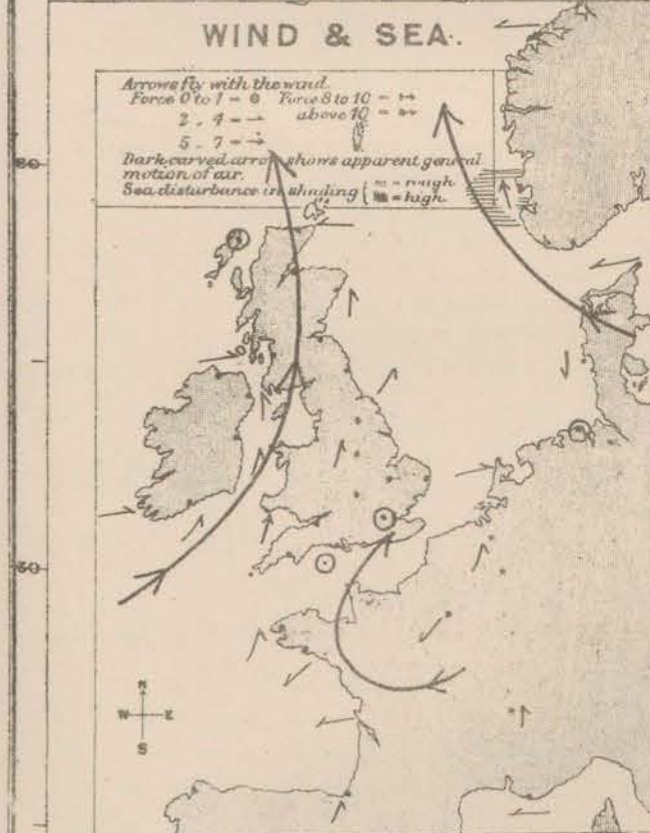 WIND & SEA.
Arrows fly with the wind.
Force 0 to 1 = Force 8 to 10 =
2 . 4 = above 10 =
5 . 7 =
Dark curved arrow shows apparent general
motion of air.
Sea disturbance in shading { = rough
= high
60
50
N
W E
S